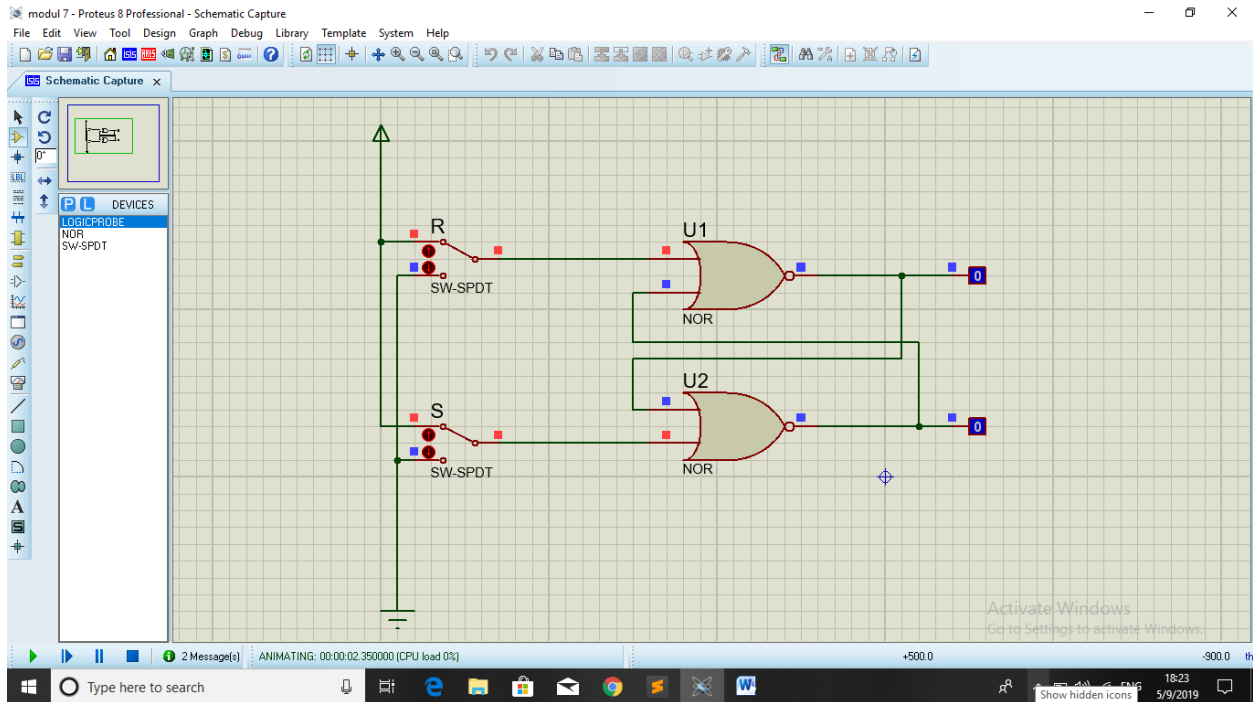 modul 7 - Proteus 8 Professional - Schematic Capture
File Edit View Tool Design Graph Debug Library Template System Help
Schematic Capture x
0°
P L DEVICES
LOGICPROBE
NOR
SW-SPDT
R
SW-SPDT
U1
NOR
0
S
SW-SPDT
U2
NOR
0
Activate Windows
Go to Settings to activate Windows.
2 Message(s) ANIMATING: 00:00:02.350000 (CPU load 0%) +500.0 -900.0 th
Type here to search
ENG
18:23
5/9/2019
Show hidden icons